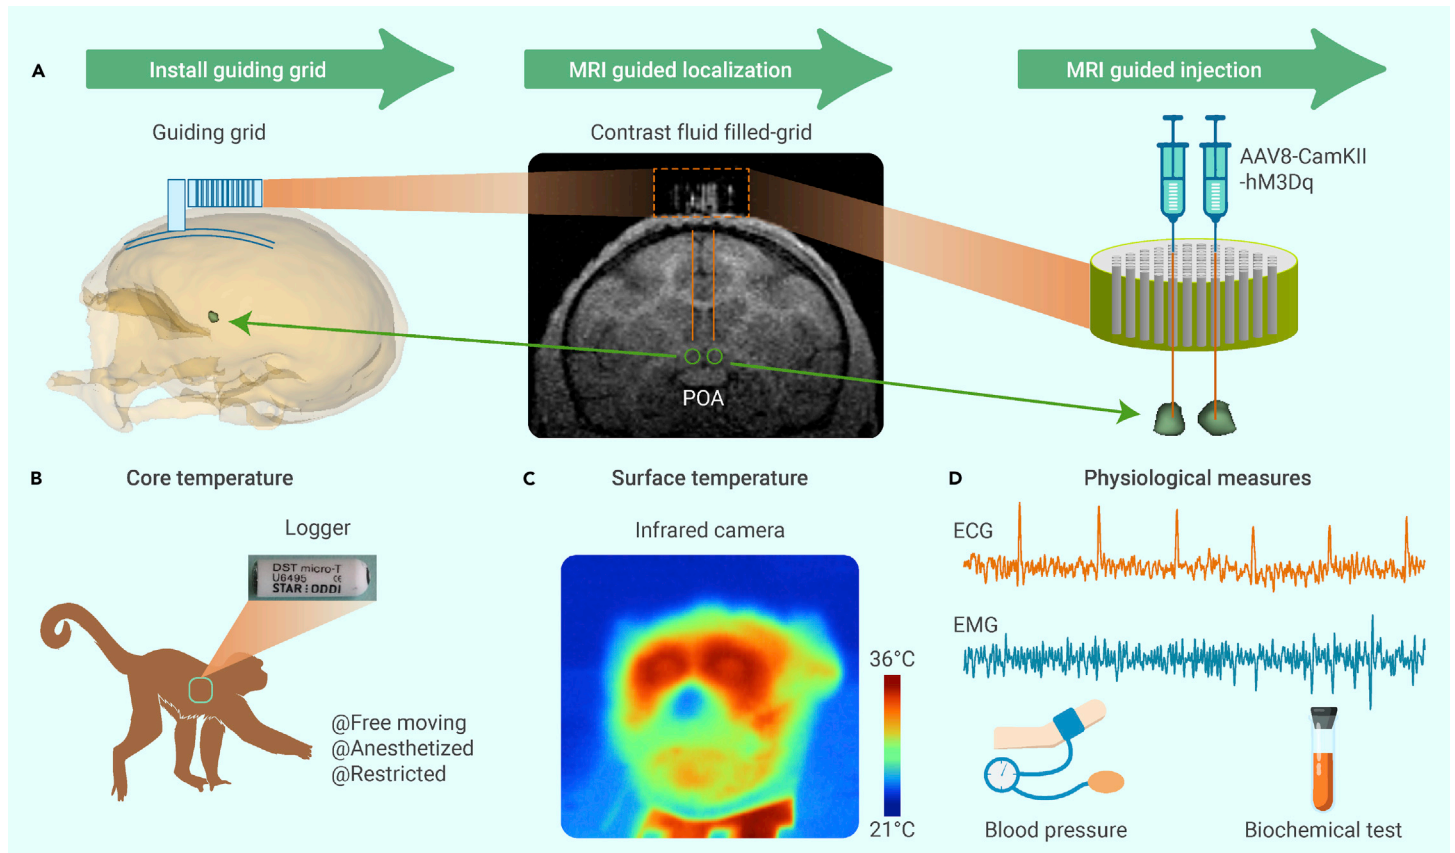 A
Install guiding grid
MRI guided localization
MRI guided injection
Guiding grid
Contrast fluid filled-grid
AAV8-CamKII
-hM3Dq
POA
B
Core temperature
Logger
DST micro-T
U6495 CE
STAR:ODDI
@Free moving
@Anesthetized
@Restricted
C
Surface temperature
Infrared camera
36°C
21°C
D
Physiological measures
ECG
EMG
Blood pressure
Biochemical test